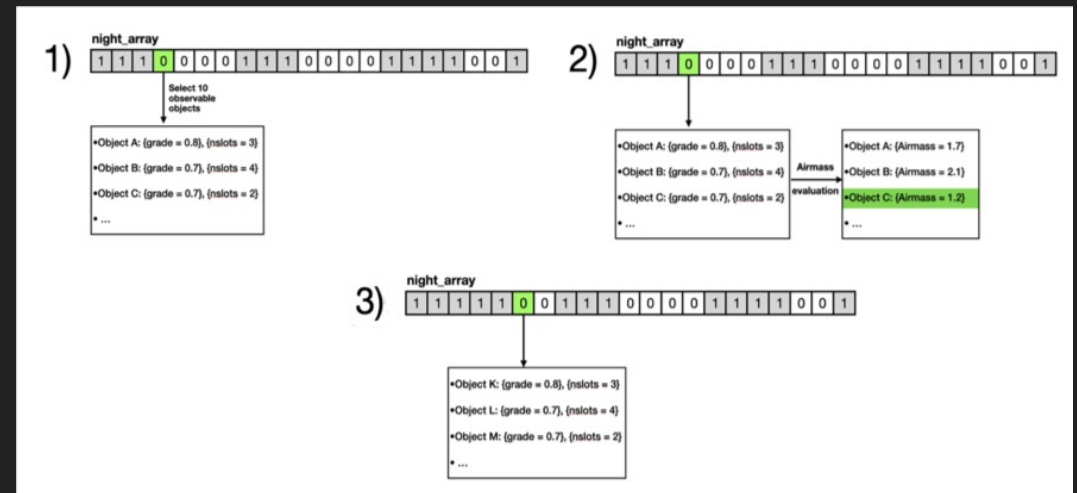 1)
night_array
1 1 1 0 0 0 0 1 1 1 0 0 0 0 1 1 1 1 0 0 1
Select 10
observable
objects
•Object A: {grade = 0.8}, {nslots = 3}
•Object B: {grade = 0.7}, {nslots = 4}
•Object C: {grade = 0.7}, {nslots = 2}
• ...
2)
night_array
1 1 1 0 0 0 0 1 1 1 0 0 0 0 1 1 1 1 0 0 1
•Object A: {grade = 0.8}, {nslots = 3}
•Object B: {grade = 0.7}, {nslots = 4}
•Object C: {grade = 0.7}, {nslots = 2}
• ...
Airmass
evaluation
•Object A: {Airmass = 1.7}
•Object B: {Airmass = 2.1}
•Object C: {Airmass = 1.2}
• ...
3)
night_array
1 1 1 1 1 0 0 1 1 1 0 0 0 0 1 1 1 1 0 0 1
•Object K: {grade = 0.8}, {nslots = 3}
•Object L: {grade = 0.7}, {nslots = 4}
•Object M: {grade = 0.7}, {nslots = 2}
• ...